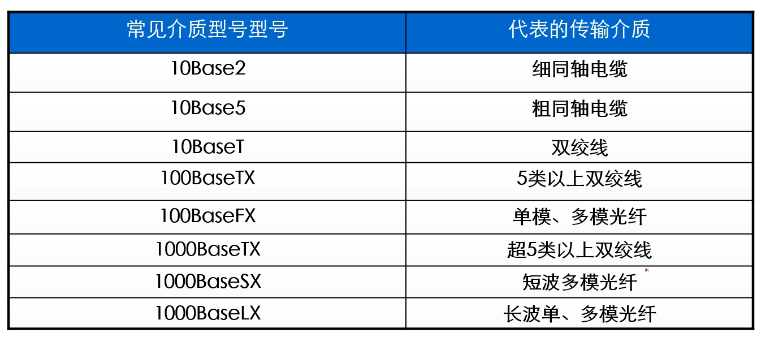 常见介质型号型号 代表的传输介质
10Base2 细同轴电缆
10Base5 粗同轴电缆
10BaseT 双绞线
100BaseTX 5类以上双绞线
100BaseFX 单模、多模光纤
1000BaseTX 超5类以上双绞线
1000BaseSX 短波多模光纤
1000BaseLX 长波单、多模光纤